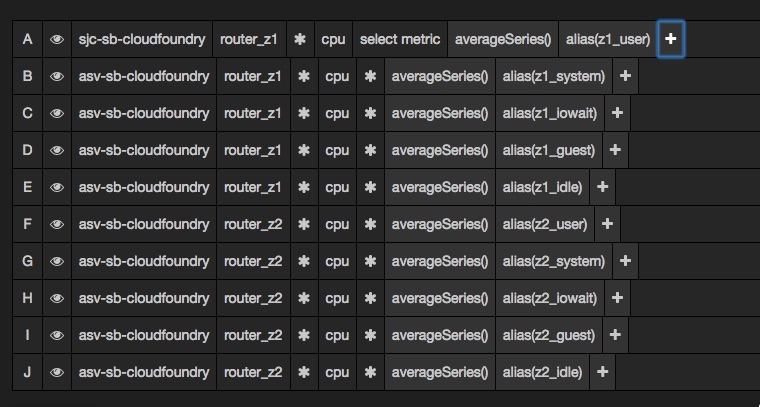 A sjc-sb-cloudfoundry router_z1 * cpu select metric averageSeries() alias(z1_user) +
B asv-sb-cloudfoundry router_z1 * cpu * averageSeries() alias(z1_system) +
C asv-sb-cloudfoundry router_z1 * cpu * averageSeries() alias(z1_iowait) +
D asv-sb-cloudfoundry router_z1 * cpu * averageSeries() alias(z1_guest) +
E asv-sb-cloudfoundry router_z1 * cpu * averageSeries() alias(z1_idle) +
F asv-sb-cloudfoundry router_z2 * cpu * averageSeries() alias(z2_user) +
G asv-sb-cloudfoundry router_z2 * cpu * averageSeries() alias(z2_system) +
H asv-sb-cloudfoundry router_z2 * cpu * averageSeries() alias(z2_iowait) +
I asv-sb-cloudfoundry router_z2 * cpu * averageSeries() alias(z2_guest) +
J asv-sb-cloudfoundry router_z2 * cpu * averageSeries() alias(z2_idle) +